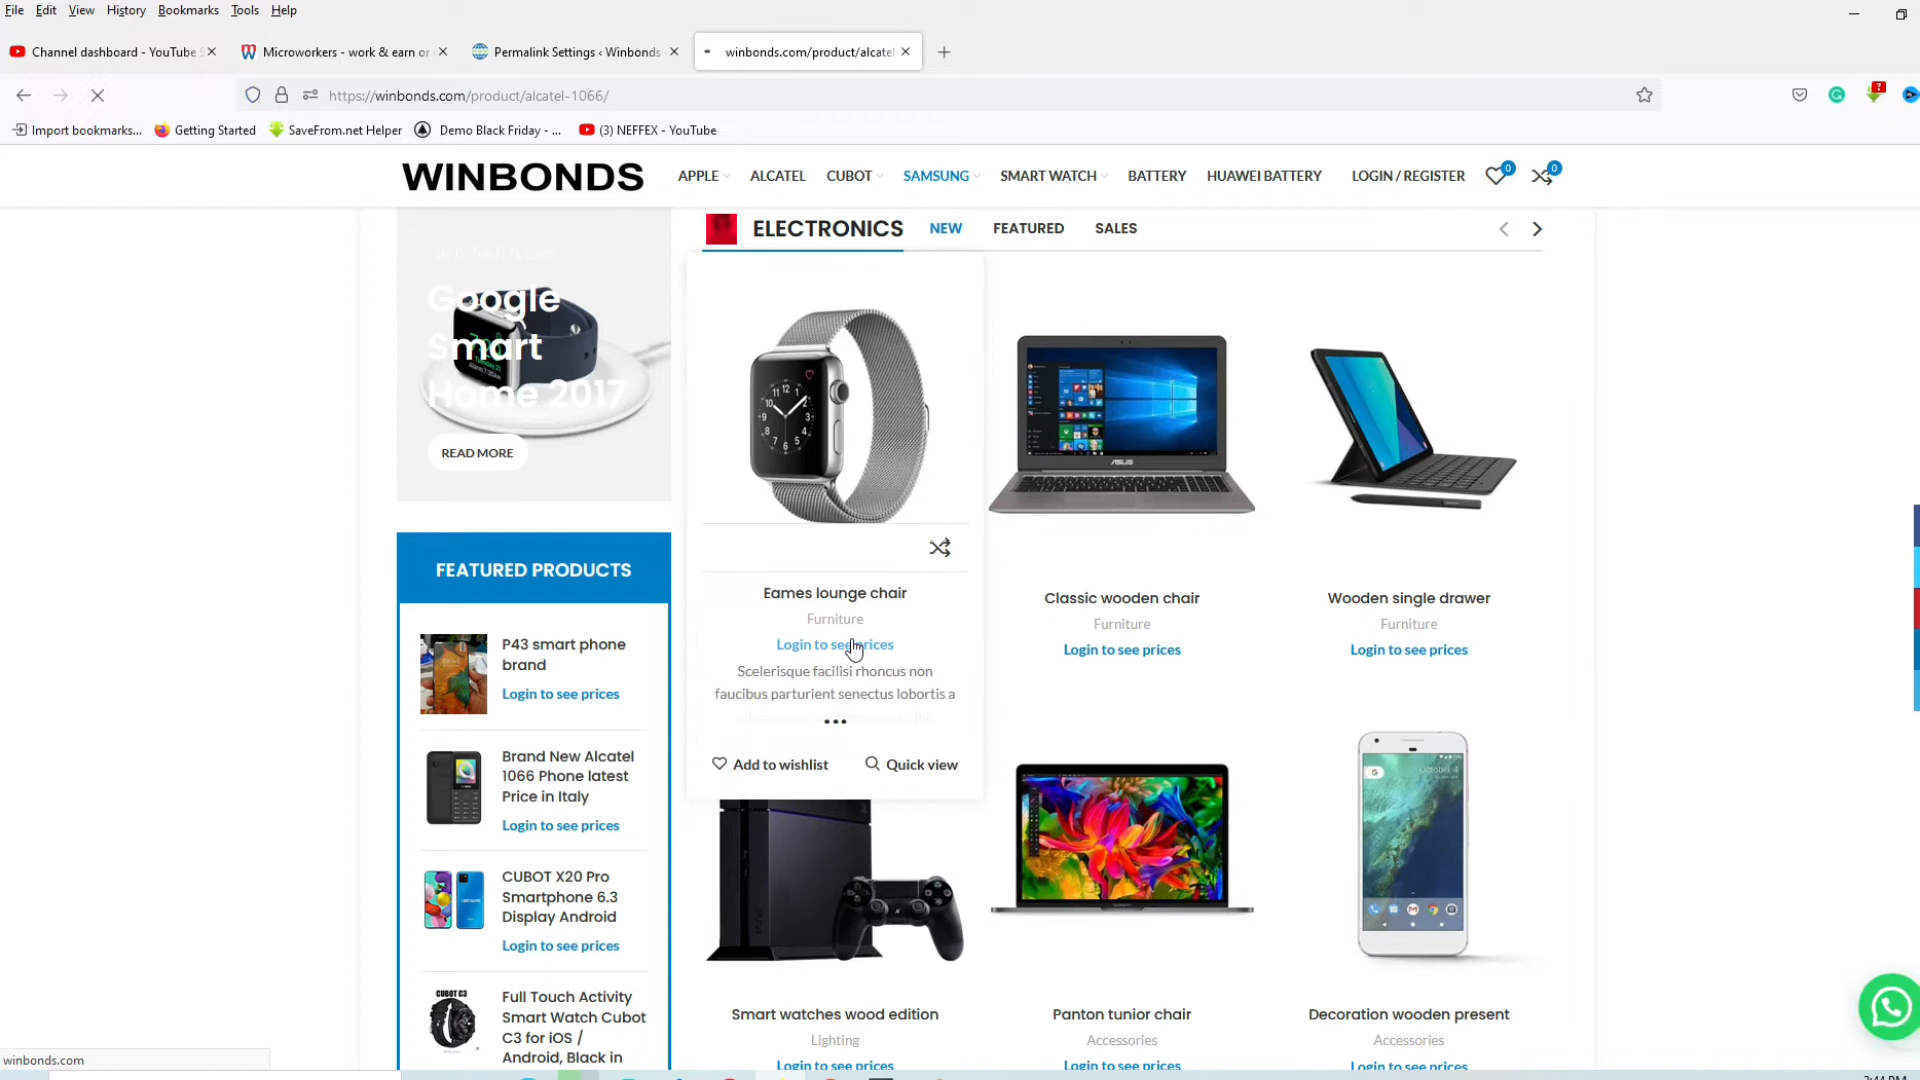 File Edit View History Bookmarks Tools Help
Channel dashboard - YouTube S
Microworkers - work & earn or
Permalink Settings ‹ Winbonds
winbonds.com/product/alcatel
https://winbonds.com/product/alcatel-1066/
Import bookmarks...
Getting Started
SaveFrom.net Helper
Demo Black Friday - ...
(3) NEFFEX - YouTube
WINBONDS
APPLE
ALCATEL
CUBOT
SAMSUNG
SMART WATCH
BATTERY
HUAWEI BATTERY
LOGIN / REGISTER
0
0
Google
Smart
Home 2017
READ MORE
FEATURED PRODUCTS
P43 smart phone
brand
Login to see prices
Brand New Alcatel
1066 Phone latest
Price in Italy
Login to see prices
CUBOT X20 Pro
Smartphone 6.3
Display Android
Login to see prices
CUBOT C3
Full Touch Activity
Smart Watch Cubot
C3 for iOS /
Android, Black in
ELECTRONICS
NEW
FEATURED
SALES
Eames lounge chair
Furniture
Login to see prices
Scelerisque facilisi rhoncus non
faucibus parturient senectus lobortis a
Add to wishlist
Quick view
ASUS
Classic wooden chair
Furniture
Login to see prices
Wooden single drawer
Furniture
Login to see prices
Smart watches wood edition
Lighting
Login to see prices
Panton tunior chair
Accessories
Login to see prices
October 4
Decoration wooden present
Accessories
Login to see prices
winbonds.com
2:44 PM